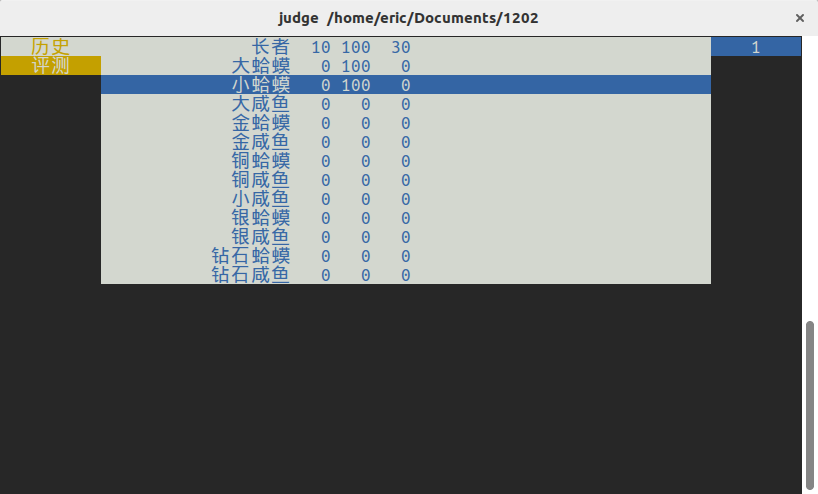 judge /home/eric/Documents/1202 ×
历史 长者 10 100 30 1
评测 大蛤蟆 0 100 0
小蛤蟆 0 100 0
大咸鱼 0 0 0
金蛤蟆 0 0 0
金咸鱼 0 0 0
铜蛤蟆 0 0 0
铜咸鱼 0 0 0
小咸鱼 0 0 0
银蛤蟆 0 0 0
银咸鱼 0 0 0
钻石蛤蟆 0 0 0
钻石咸鱼 0 0 0